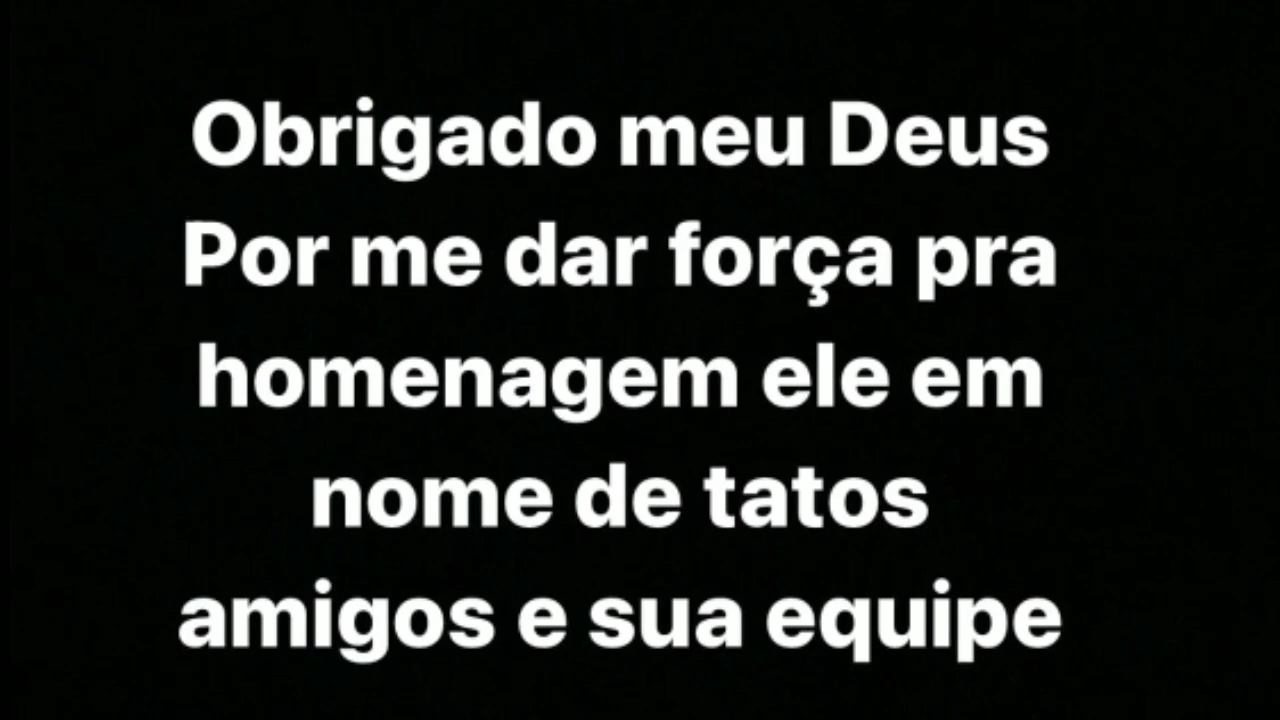 Obrigado meu Deus
Por me dar força pra
homenagem ele em
nome de tatos
amigos e sua equipe